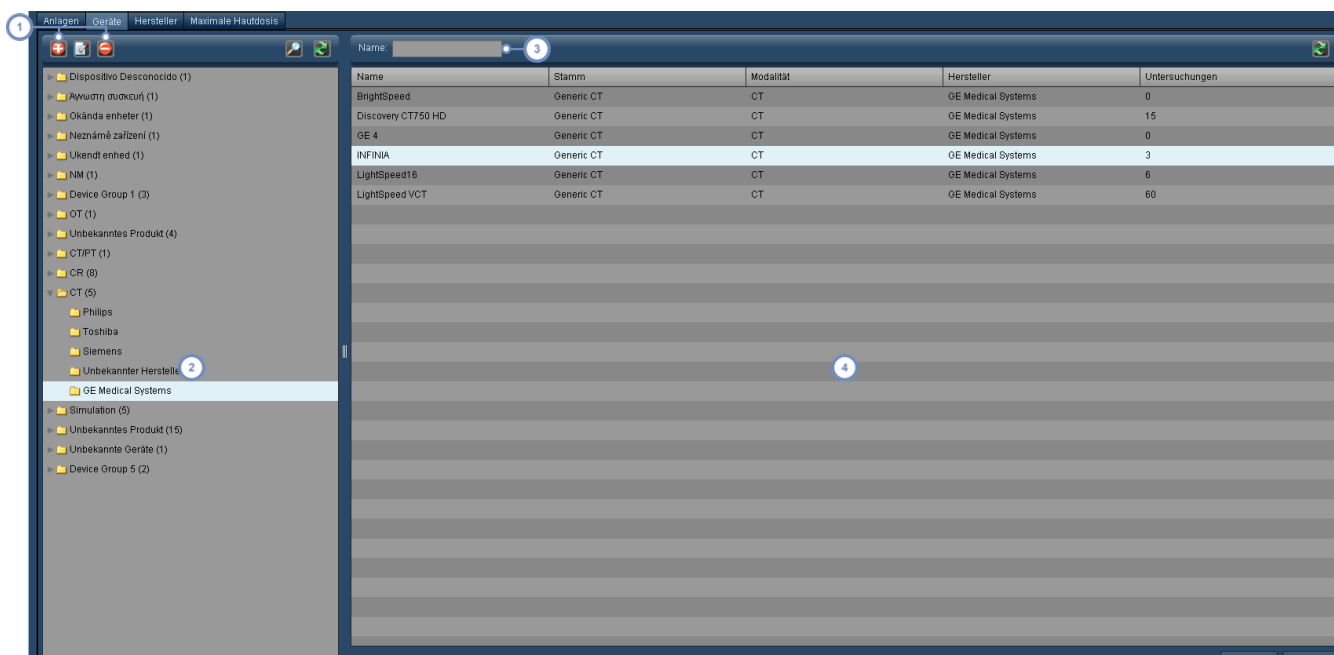 1
Anlagen Geräte Hersteller Maximale Hautdosis
Name: 3
Dispositivo Desconocido (1)
Άγνωστη συσκευή (1)
Okända enheter (1)
Neznámé zařízení (1)
Ukendt enhed (1)
NM (1)
Device Group 1 (3)
OT (1)
Unbekanntes Produkt (4)
CT/PT (1)
CR (8)
CT (5)
Philips
Toshiba
Siemens
Unbekannter Herstelle 2
GE Medical Systems
Simulation (5)
Unbekanntes Produkt (15)
Unbekannte Geräte (1)
Device Group 5 (2)
Name Stamm Modalität Hersteller Untersuchungen
BrightSpeed Generic CT CT GE Medical Systems 0
Discovery CT750 HD Generic CT CT GE Medical Systems 15
GE 4 Generic CT CT GE Medical Systems 0
INFINIA Generic CT CT GE Medical Systems 3
LightSpeed16 Generic CT CT GE Medical Systems 6
LightSpeed VCT Generic CT CT GE Medical Systems 60
4